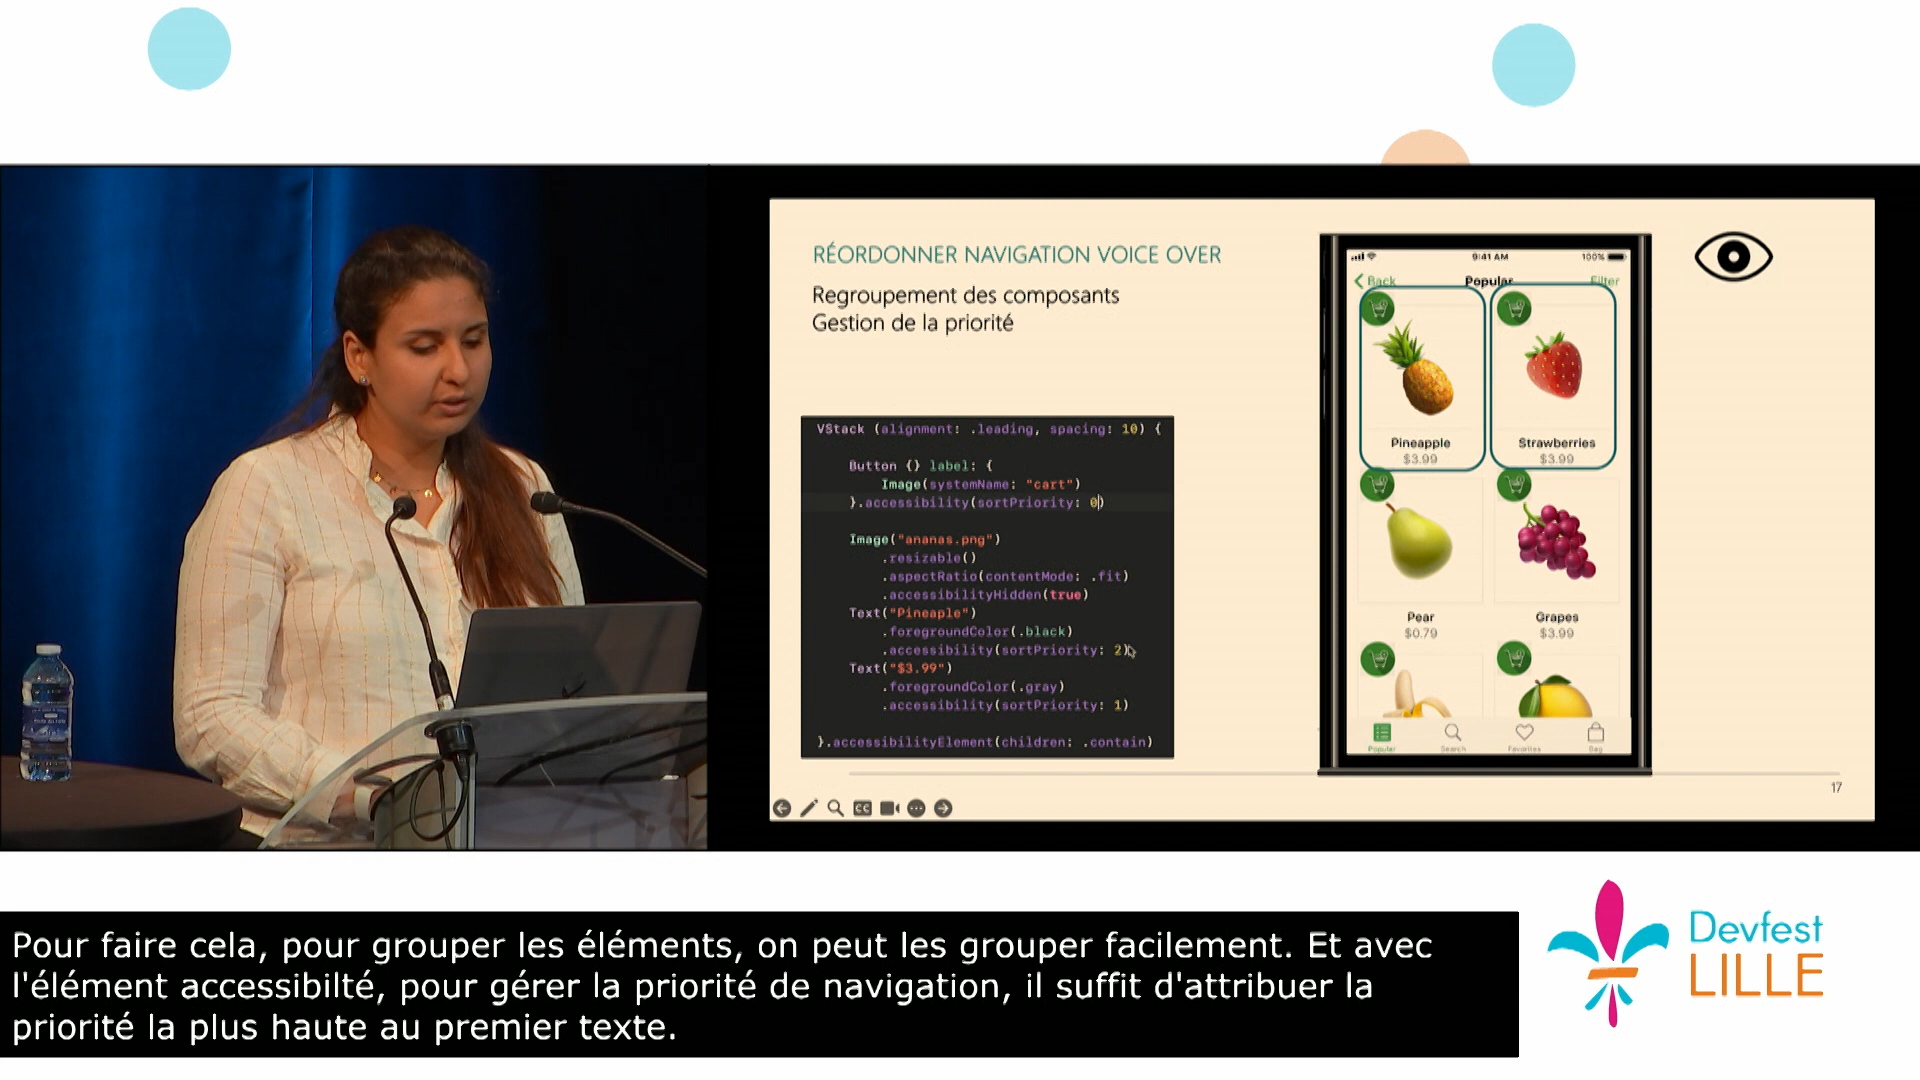 RÉORDONNER NAVIGATION VOICE OVER
Regroupement des composants
Gestion de la priorité
VStack (alignment: .leading, spacing: 10) {
Button {} label: {
Image(systemName: "cart")
}.accessibility(sortPriority: 0)
Image("ananas.png")
.resizable()
.aspectRatio(contentMode: .fit)
.accessibilityHidden(true)
Text("Pineaple")
.foregroundColor(.black)
.accessibility(sortPriority: 2)
Text("$3.99")
.foregroundColor(.gray)
.accessibility(sortPriority: 1)
}.accessibilityElement(children: .contain)
9:41 AM
100%
Back
Popular
Filter
Pineapple
$3.99
Strawberries
$3.99
Pear
$0.79
Grapes
$3.99
Popular
Search
Favorites
Bag
17
CC
Pour faire cela, pour grouper les éléments, on peut les grouper facilement. Et avec
l'élément accessibilté, pour gérer la priorité de navigation, il suffit d'attribuer la
priorité la plus haute au premier texte.
Devfest
LILLE